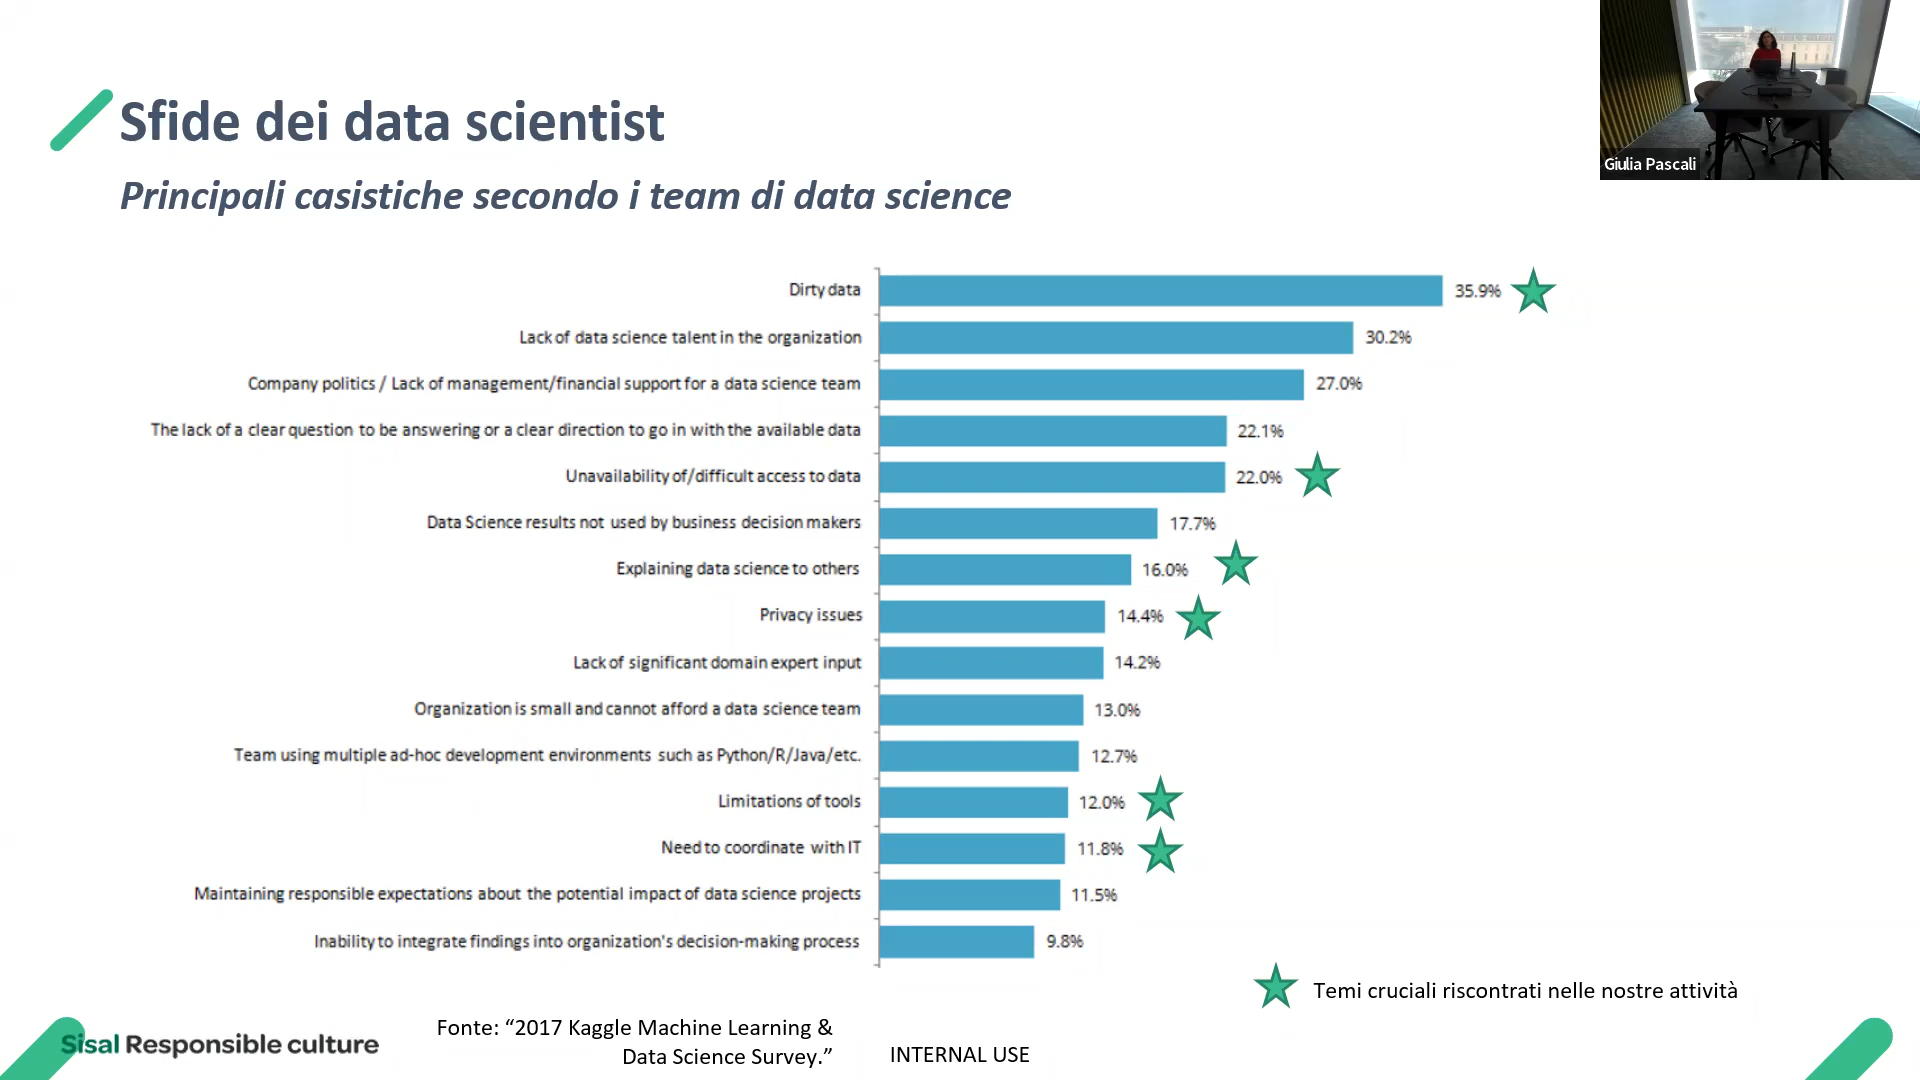 Sfide dei data scientist
Principali casistiche secondo i team di data science
Giulia Pascali
Dirty data 35.9%
Lack of data science talent in the organization 30.2%
Company politics / Lack of management/financial support for a data science team 27.0%
The lack of a clear question to be answering or a clear direction to go in with the available data 22.1%
Unavailability of/difficult access to data 22.0%
Data Science results not used by business decision makers 17.7%
Explaining data science to others 16.0%
Privacy issues 14.4%
Lack of significant domain expert input 14.2%
Organization is small and cannot afford a data science team 13.0%
Team using multiple ad-hoc development environments such as Python/R/Java/etc. 12.7%
Limitations of tools 12.0%
Need to coordinate with IT 11.8%
Maintaining responsible expectations about the potential impact of data science projects 11.5%
Inability to integrate findings into organization's decision-making process 9.8%
Temi cruciali riscontrati nelle nostre attività
Sisal Responsible culture
Fonte: “2017 Kaggle Machine Learning &
Data Science Survey.”
INTERNAL USE